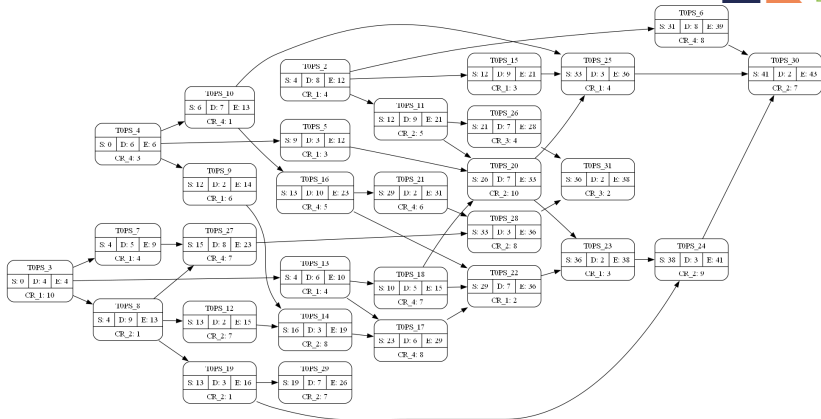 T0PS_6
S: 31 D: 8 E: 39
CR_4: 8
T0PS_2
S: 4 D: 8 E: 12
CR_1: 4
T0PS_15
S: 12 D: 9 E: 21
CR_1: 3
T0PS_25
S: 33 D: 3 E: 36
CR_1: 4
T0PS_30
S: 41 D: 2 E: 43
CR_2: 7
T0PS_10
S: 6 D: 7 E: 13
CR_4: 1
T0PS_11
S: 12 D: 9 E: 21
CR_2: 5
T0PS_26
S: 21 D: 7 E: 28
CR_3: 4
T0PS_4
S: 0 D: 6 E: 6
CR_4: 3
T0PS_5
S: 9 D: 3 E: 12
CR_1: 3
T0PS_9
S: 12 D: 2 E: 14
CR_1: 6
T0PS_16
S: 13 D: 10 E: 23
CR_4: 5
T0PS_21
S: 29 D: 2 E: 31
CR_4: 6
T0PS_20
S: 26 D: 7 E: 33
CR_2: 10
T0PS_31
S: 36 D: 2 E: 38
CR_3: 2
T0PS_7
S: 4 D: 5 E: 9
CR_1: 4
T0PS_27
S: 15 D: 8 E: 23
CR_4: 7
T0PS_28
S: 33 D: 3 E: 36
CR_2: 8
T0PS_3
S: 0 D: 4 E: 4
CR_1: 10
T0PS_13
S: 4 D: 6 E: 10
CR_1: 4
T0PS_18
S: 10 D: 5 E: 15
CR_4: 7
T0PS_22
S: 29 D: 7 E: 36
CR_1: 2
T0PS_23
S: 36 D: 2 E: 38
CR_1: 3
T0PS_24
S: 38 D: 3 E: 41
CR_2: 9
T0PS_8
S: 4 D: 9 E: 13
CR_2: 1
T0PS_12
S: 13 D: 2 E: 15
CR_2: 7
T0PS_14
S: 16 D: 3 E: 19
CR_2: 8
T0PS_17
S: 23 D: 6 E: 29
CR_4: 8
T0PS_19
S: 13 D: 3 E: 16
CR_2: 1
T0PS_29
S: 19 D: 7 E: 26
CR_2: 7